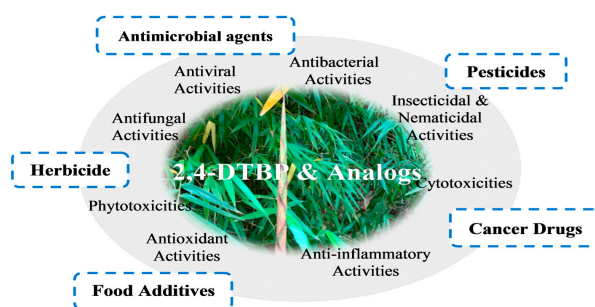 Antimicrobial agents
Antiviral
Activities
Antibacterial
Activities
Pesticides
Antifungal
Activities
Insecticidal &
Nematicidal
Activities
Herbicide
2,4-DTBP & Analogs
Cytotoxicities
Phytotoxicities
Cancer Drugs
Antioxidant
Activities
Anti-inflammatory
Activities
Food Additives